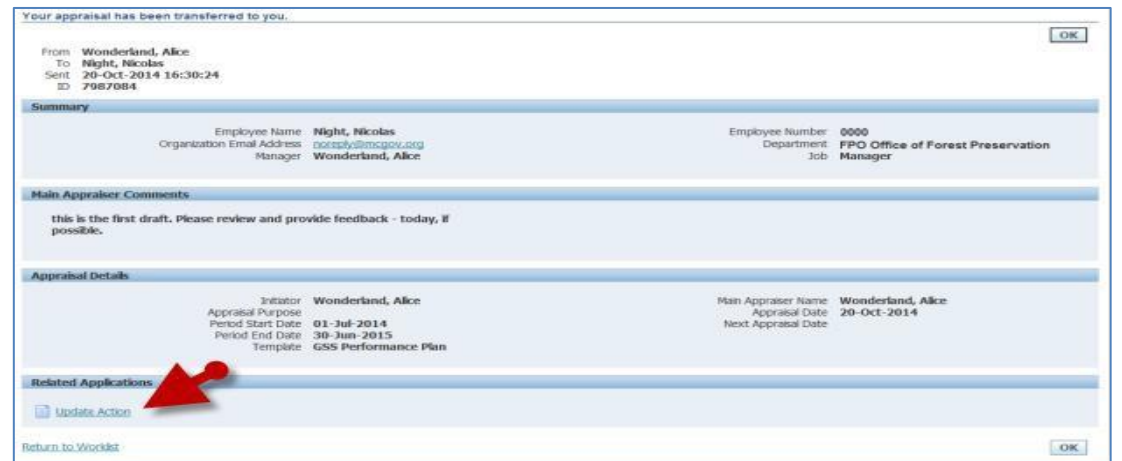 Your appraisal has been transferred to you.
OK
From Wonderland, Alice
To Night, Nicolas
Sent 20-Oct-2014 16:30:24
ID 7987084
Summary
Employee Name Night, Nicolas
Organization Email Address noreply@mcgov.org
Manager Wonderland, Alice
Employee Number 0000
Department FPO Office of Forest Preservation
Job Manager
Main Appraiser Comments
this is the first draft. Please review and provide feedback - today, if
possible.
Appraisal Details
Initiator Wonderland, Alice
Appraisal Purpose
Period Start Date 01-Jul-2014
Period End Date 30-Jun-2015
Template GSS Performance Plan
Main Appraiser Name Wonderland, Alice
Appraisal Date 20-Oct-2014
Next Appraisal Date
Related Applications
Update Action
Return to Worklist
OK